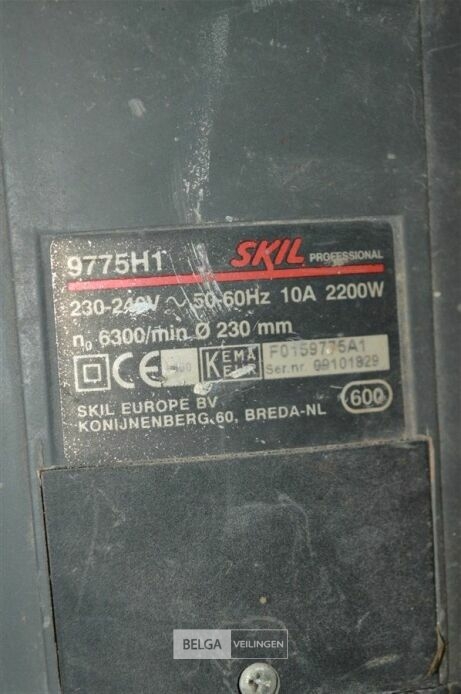 9775H1 SKIL PROFESSIONAL
230-240V ~ 50-60Hz 10A 2200W
n₀ 6300/min Ø 230 mm
CE KEMA KEUR F0159775A1
Ser.nr 09101829
SKIL EUROPE BV
KONIJNENBERG.60, BREDA-NL 600
BELGA VEILINGEN